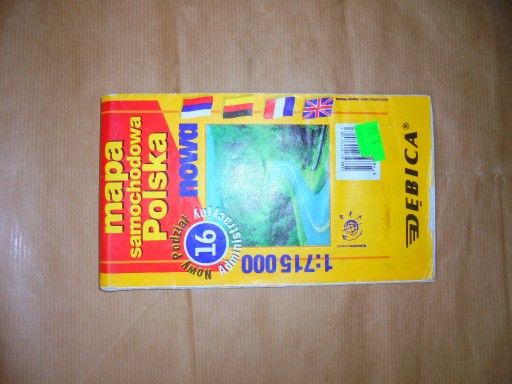 mapa
samochodowa
Polska
nowa
Nowy Podział
16
Administracyjny
1:715 000
DĘBICA®